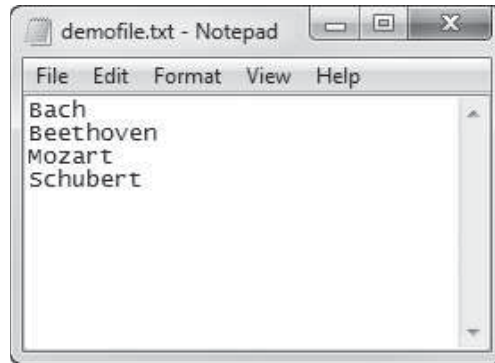 demofile.txt - Notepad
File Edit Format View Help
Bach
Beethoven
Mozart
Schubert